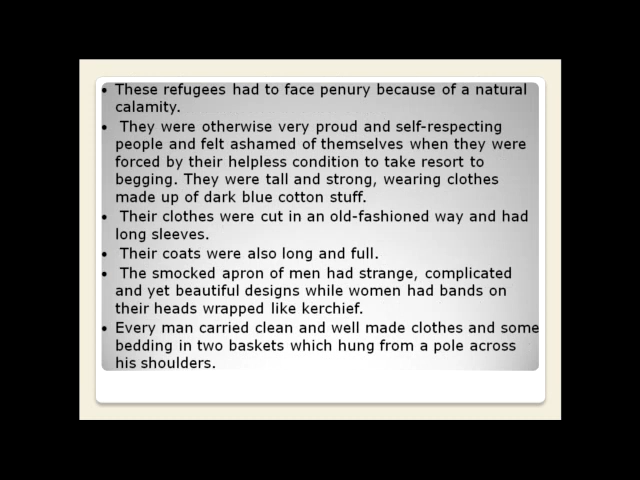 • These refugees had to face penury because of a natural
calamity.
• They were otherwise very proud and self-respecting
people and felt ashamed of themselves when they were
forced by their helpless condition to take resort to
begging. They were tall and strong, wearing clothes
made up of dark blue cotton stuff.
• Their clothes were cut in an old-fashioned way and had
long sleeves.
• Their coats were also long and full.
• The smocked apron of men had strange, complicated
and yet beautiful designs while women had bands on
their heads wrapped like kerchief.
• Every man carried clean and well made clothes and some
bedding in two baskets which hung from a pole across
his shoulders.